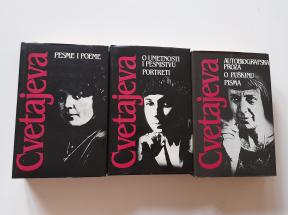 Cvetajeva
PESME I POEME
Cvetajeva
O UMETNOSTI
I PESNIŠTVU
PORTRETI
Cvetajeva
AUTOBIOGRAFSKA
PROZA
O PUŠKINU
PISMA